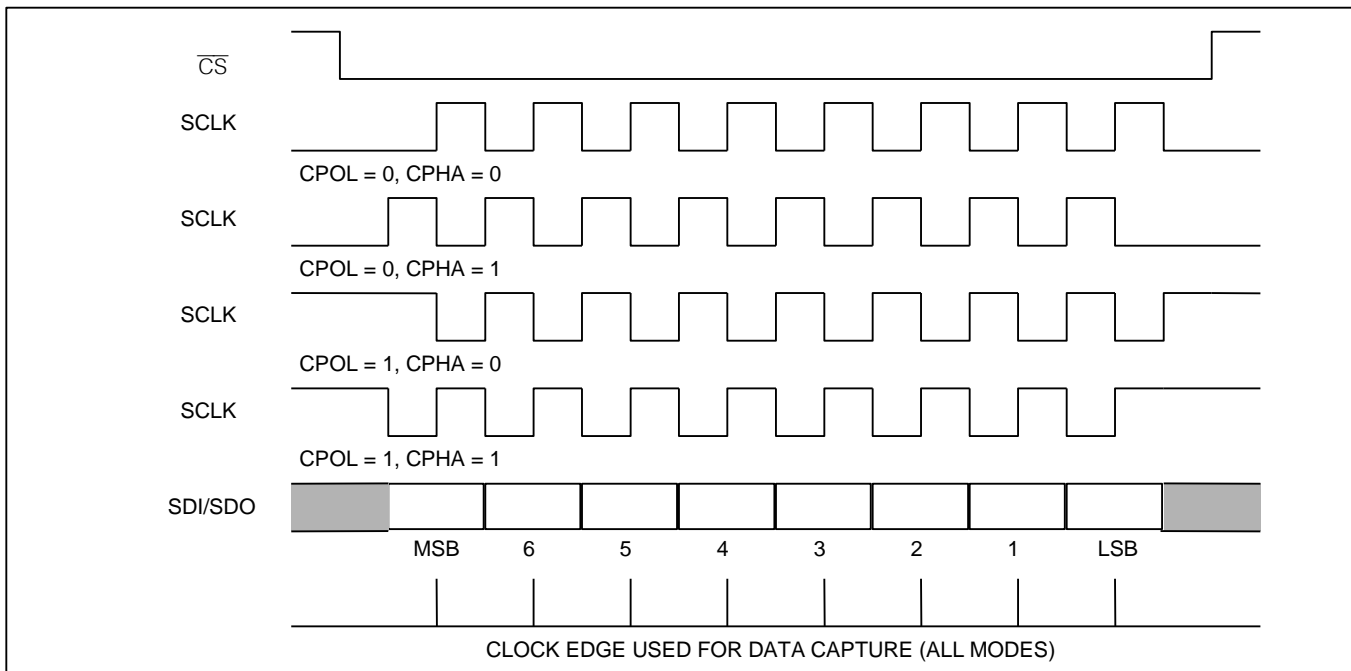 CS
SCLK
CPOL = 0, CPHA = 0
SCLK
CPOL = 0, CPHA = 1
SCLK
CPOL = 1, CPHA = 0
SCLK
CPOL = 1, CPHA = 1
SDI/SDO
MSB 6 5 4 3 2 1 LSB
CLOCK EDGE USED FOR DATA CAPTURE (ALL MODES)